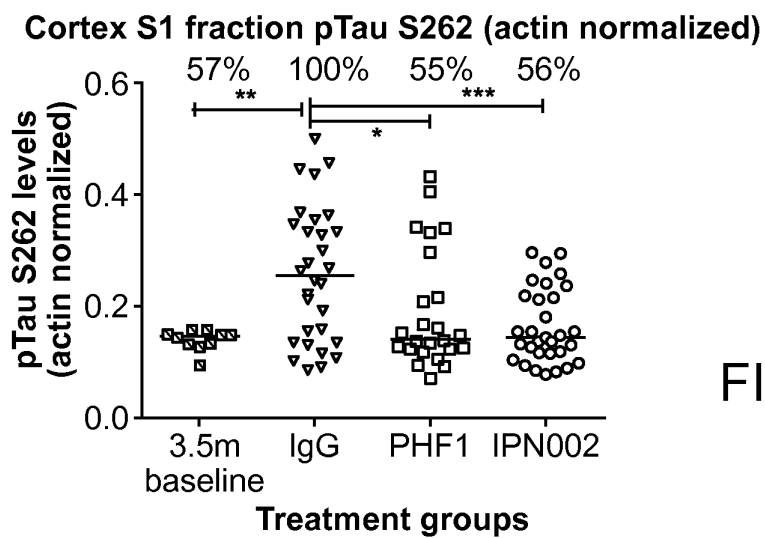 Cortex S1 fraction pTau S262 (actin normalized)
57% 100% 55% 56%
** *** *
pTau S262 levels
(actin normalized)
0.6
0.4
0.2
0.0
3.5m
baseline
IgG
PHF1
IPN002
Treatment groups
FI